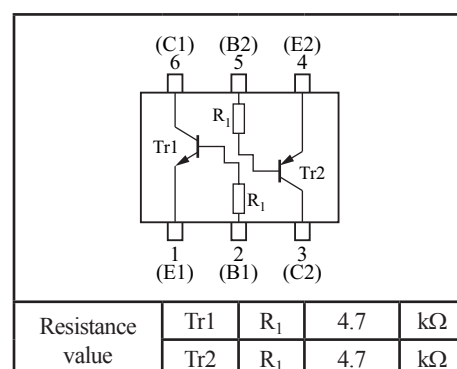 (C1) (B2) (E2)
6 5 4
R1
Tr1
Tr2
R1
1 2 3
(E1) (B1) (C2)
Resistance value Tr1 R1 4.7 kΩ
Tr2 R1 4.7 kΩ